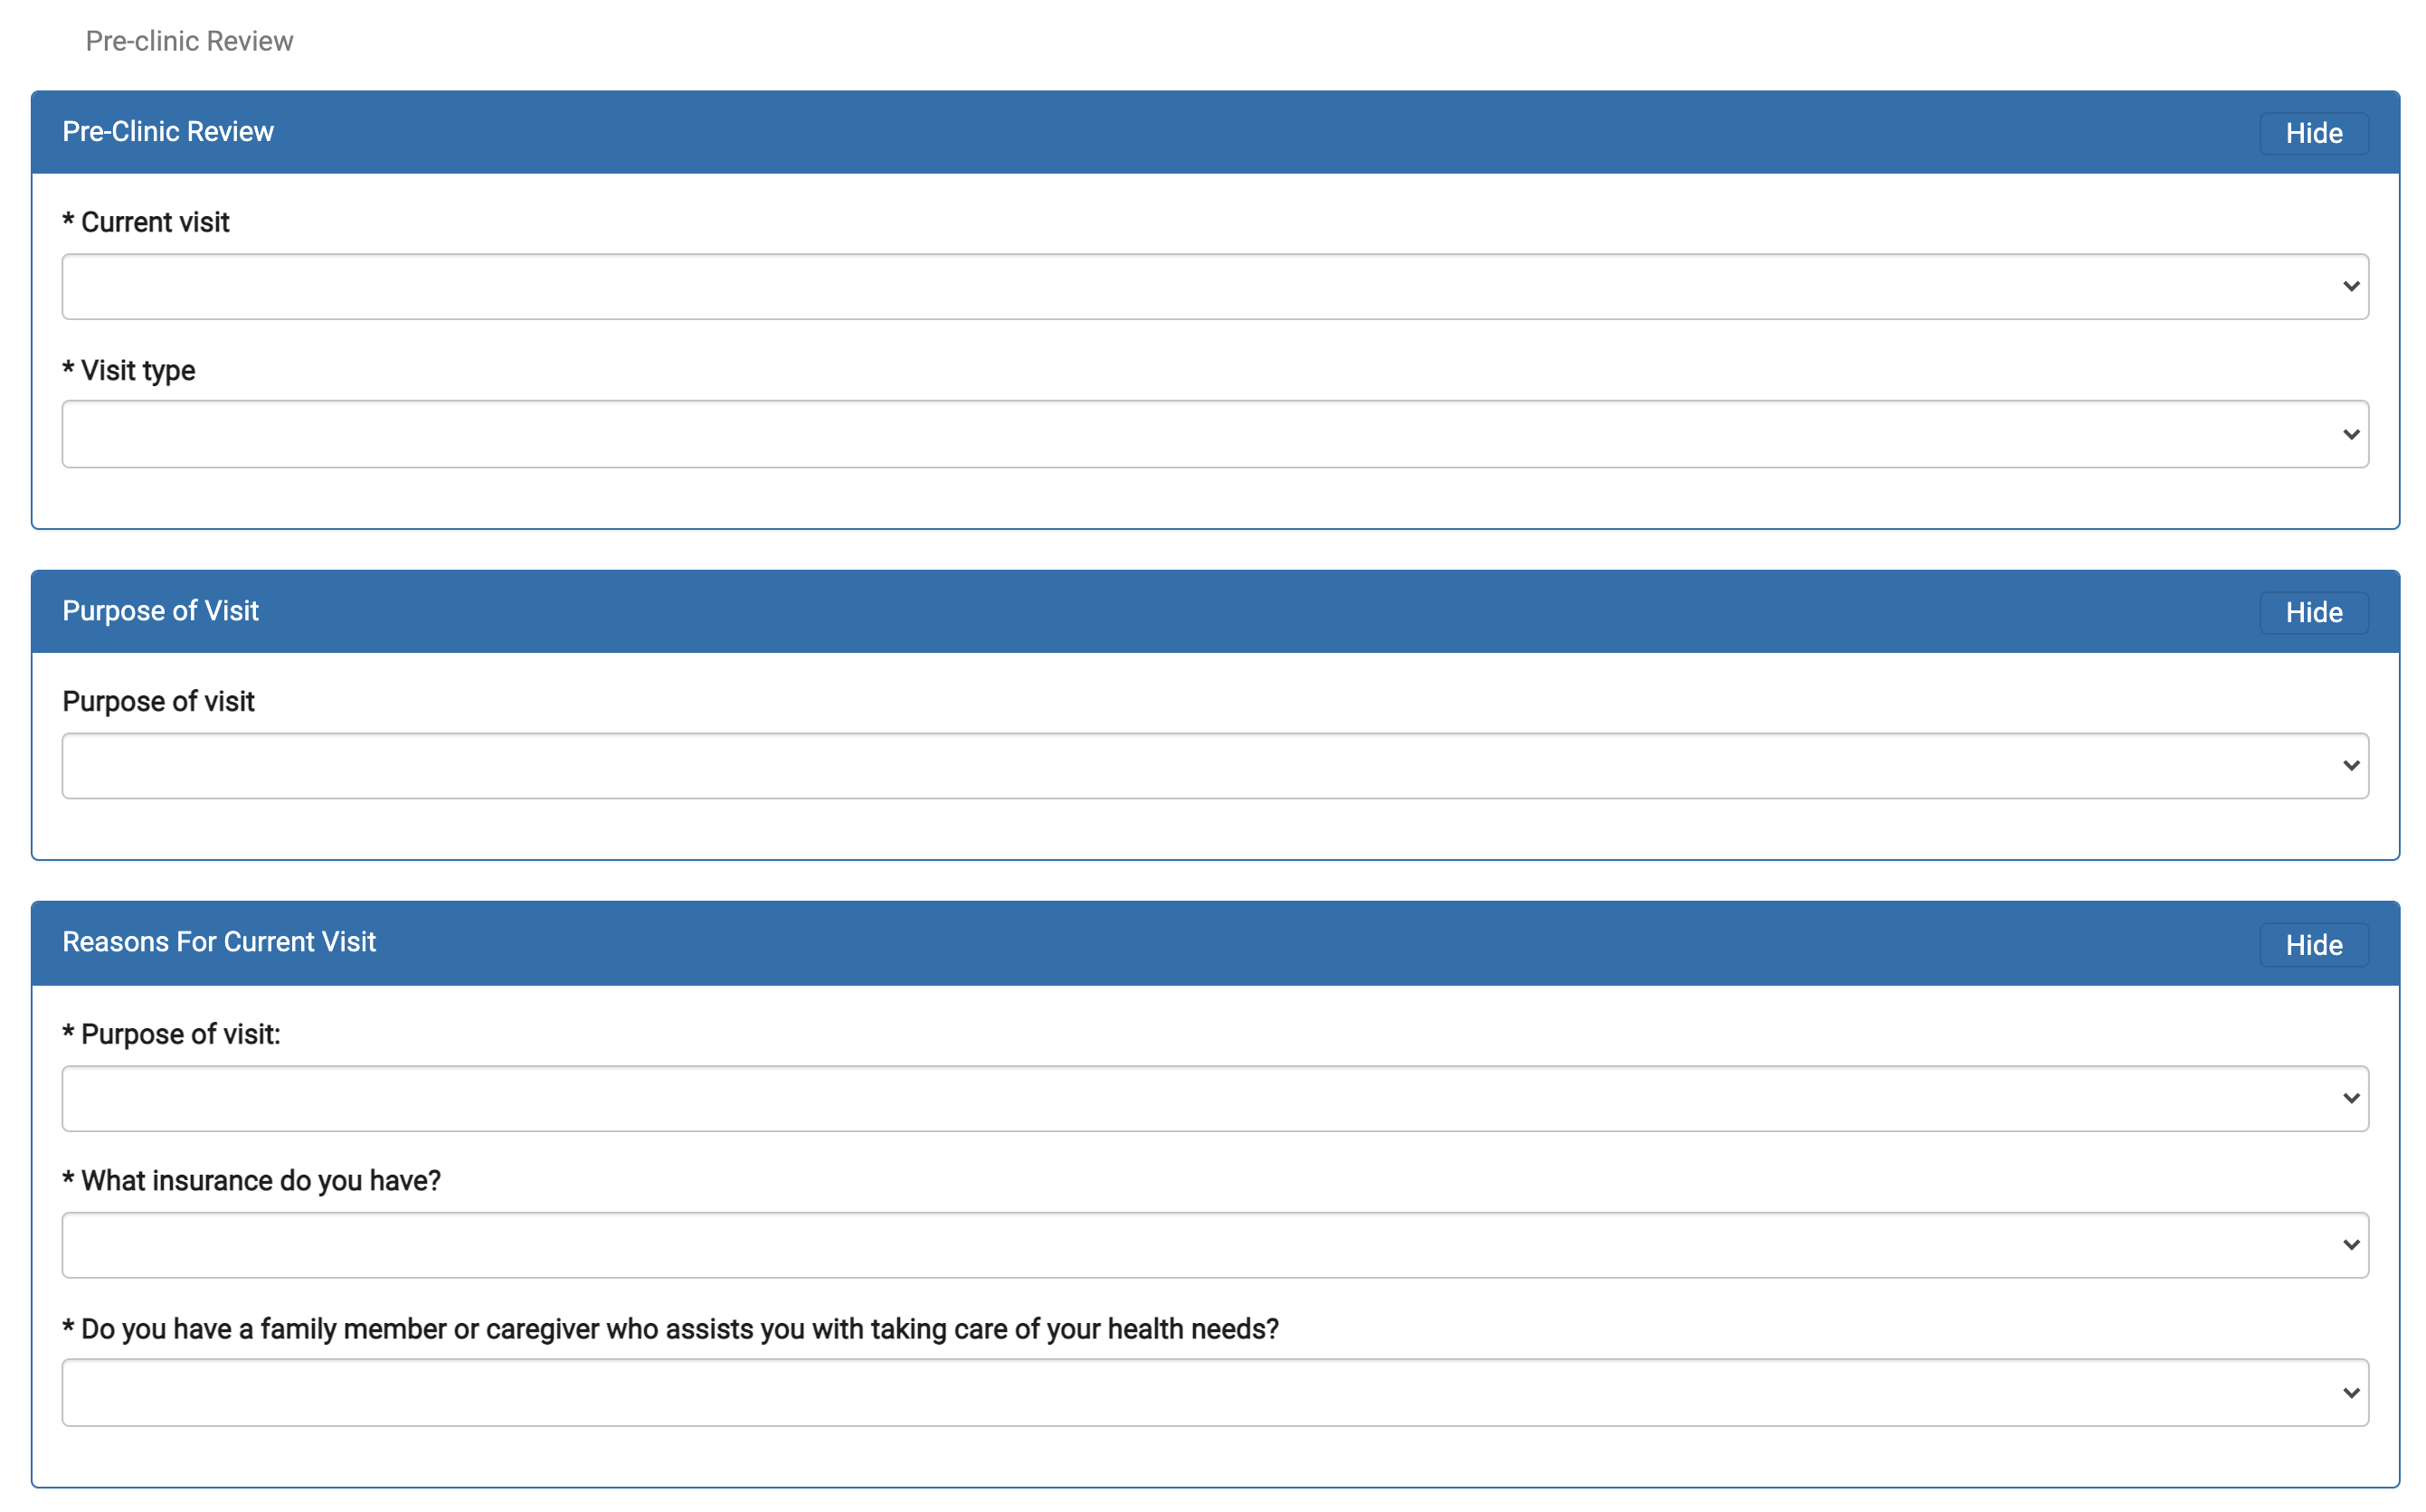 Pre-clinic Review
Pre-Clinic Review
Hide
* Current visit
* Visit type
Purpose of Visit
Hide
Purpose of visit
Reasons For Current Visit
Hide
* Purpose of visit:
* What insurance do you have?
* Do you have a family member or caregiver who assists you with taking care of your health needs?